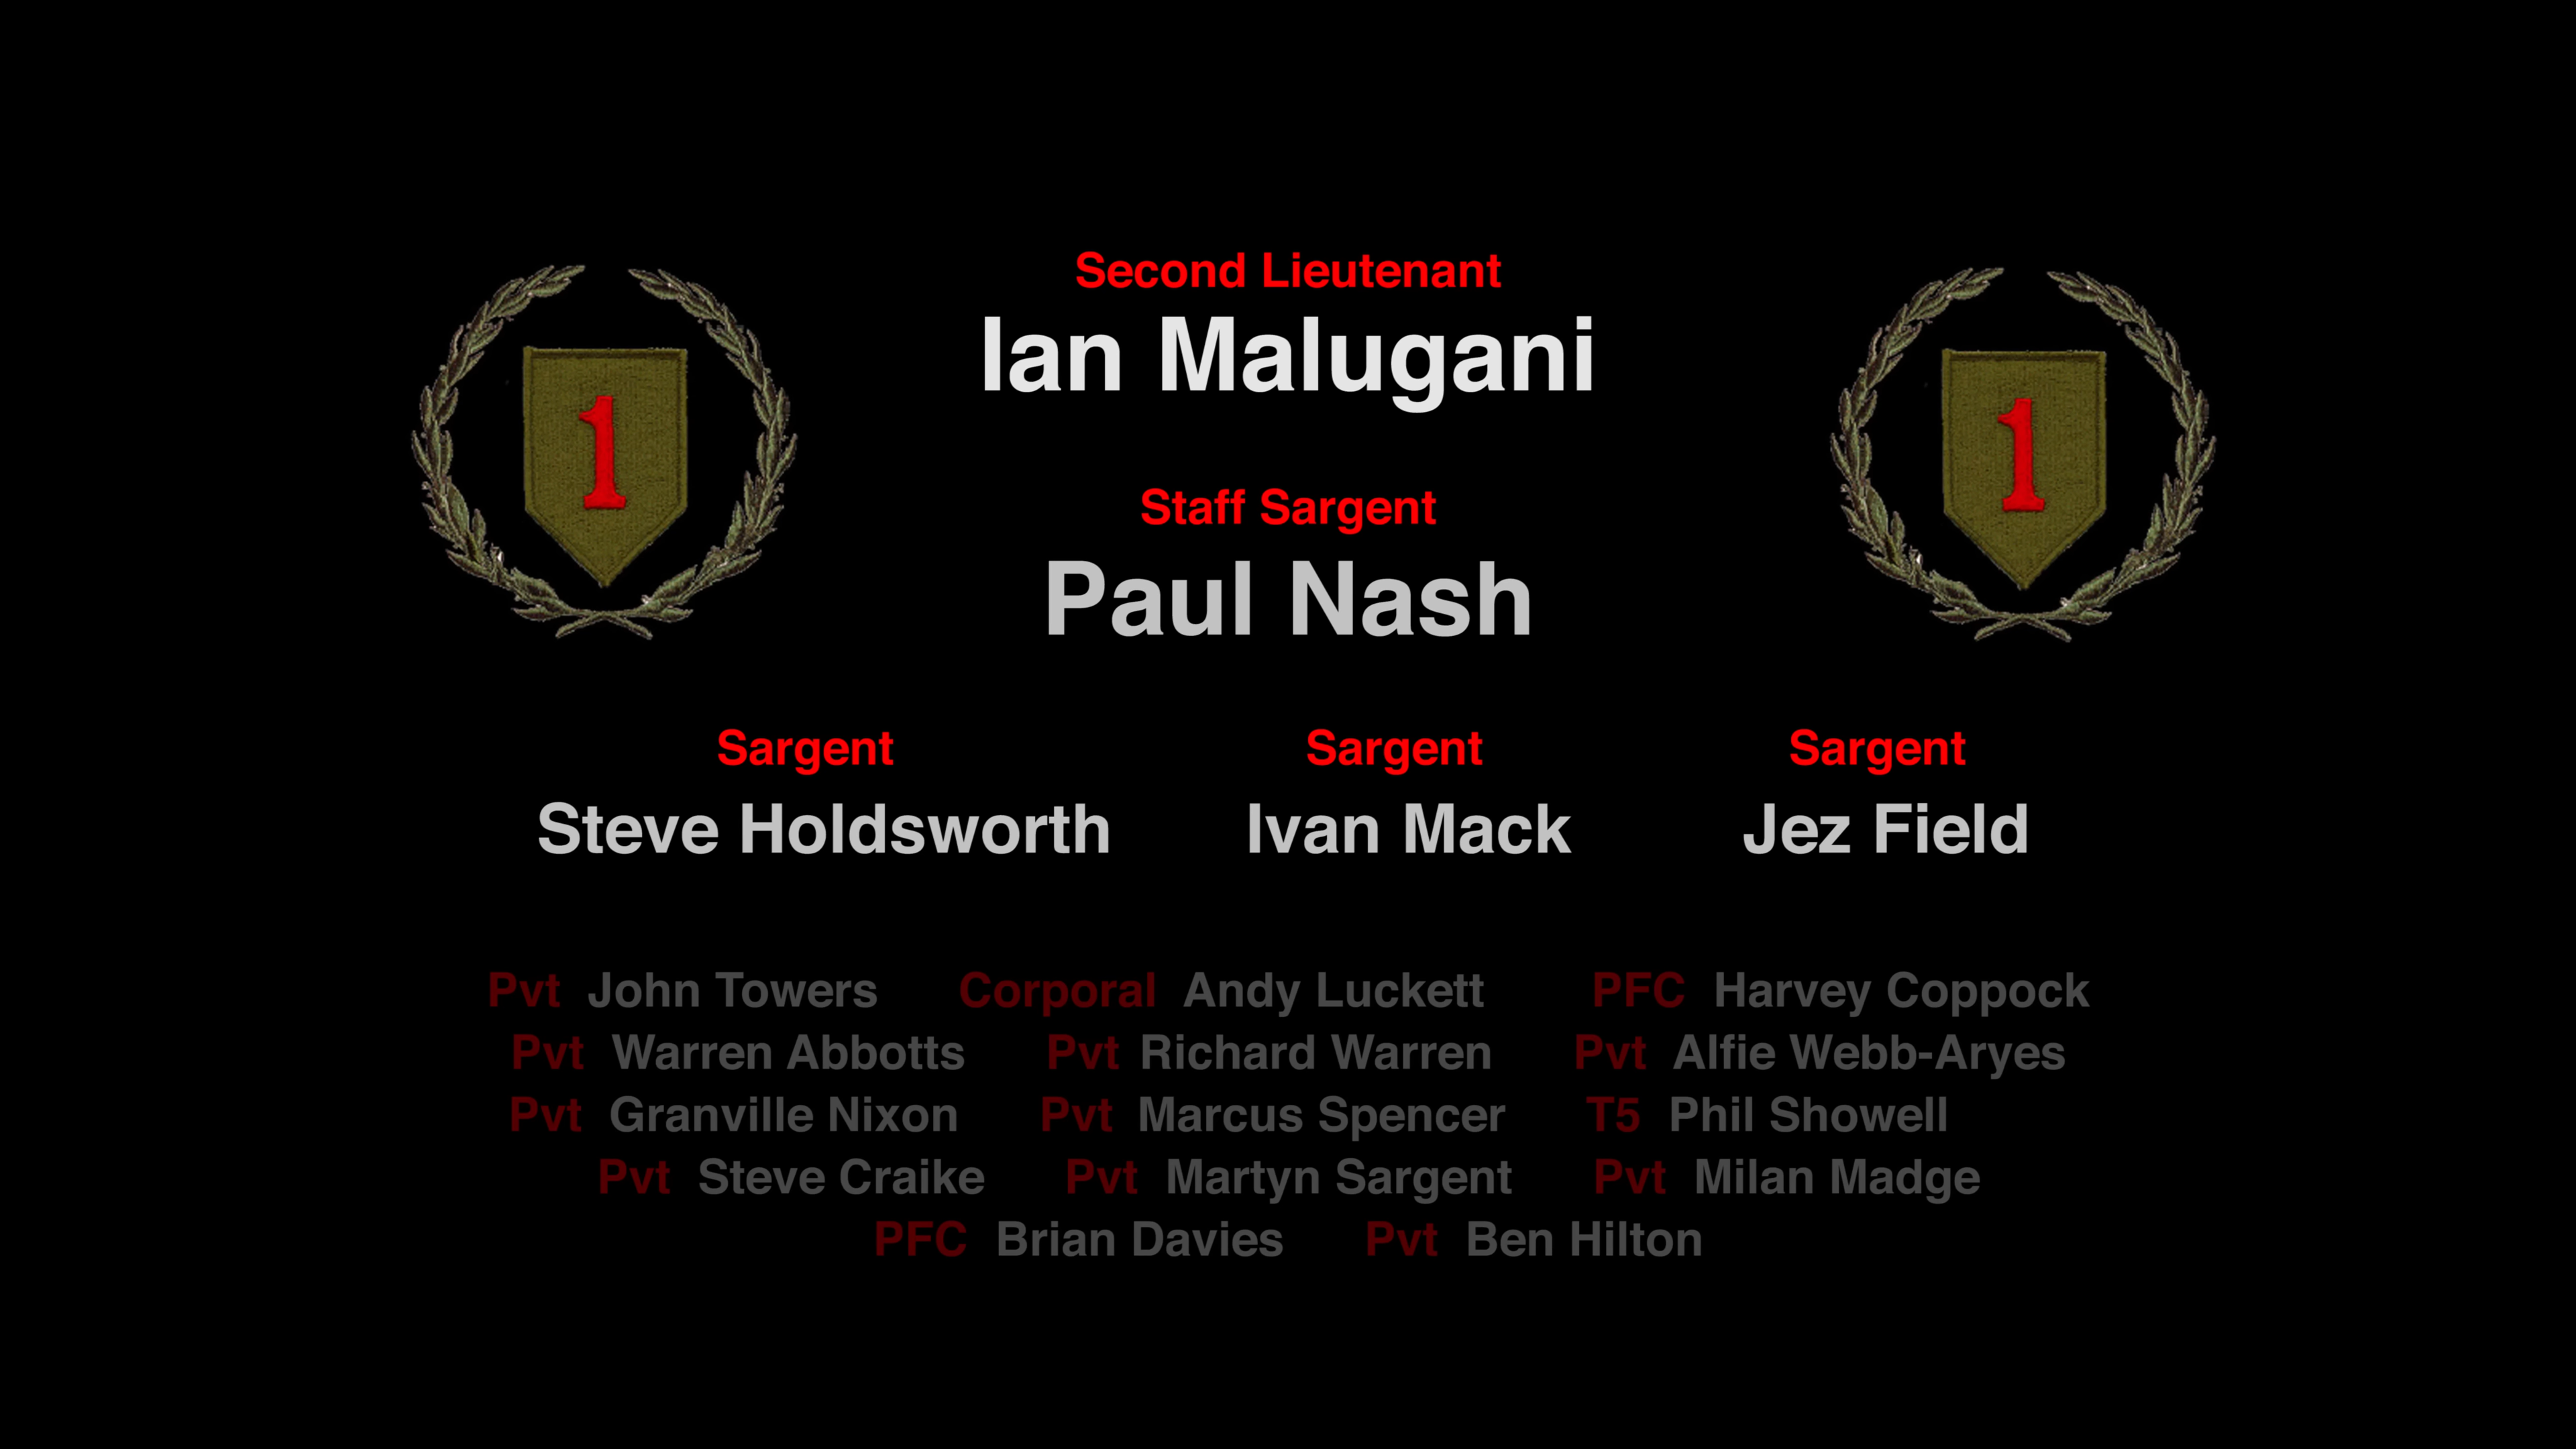 Second Lieutenant
Ian Malugani
1
1
Staff Sargent
Paul Nash
Sargent Sargent Sargent
Steve Holdsworth Ivan Mack Jez Field
Pvt John Towers Corporal Andy Luckett PFC Harvey Coppock
Pvt Warren Abbotts Pvt Richard Warren Pvt Alfie Webb-Aryes
Pvt Granville Nixon Pvt Marcus Spencer T5 Phil Showell
Pvt Steve Craike Pvt Martyn Sargent Pvt Milan Madge
PFC Brian Davies Pvt Ben Hilton